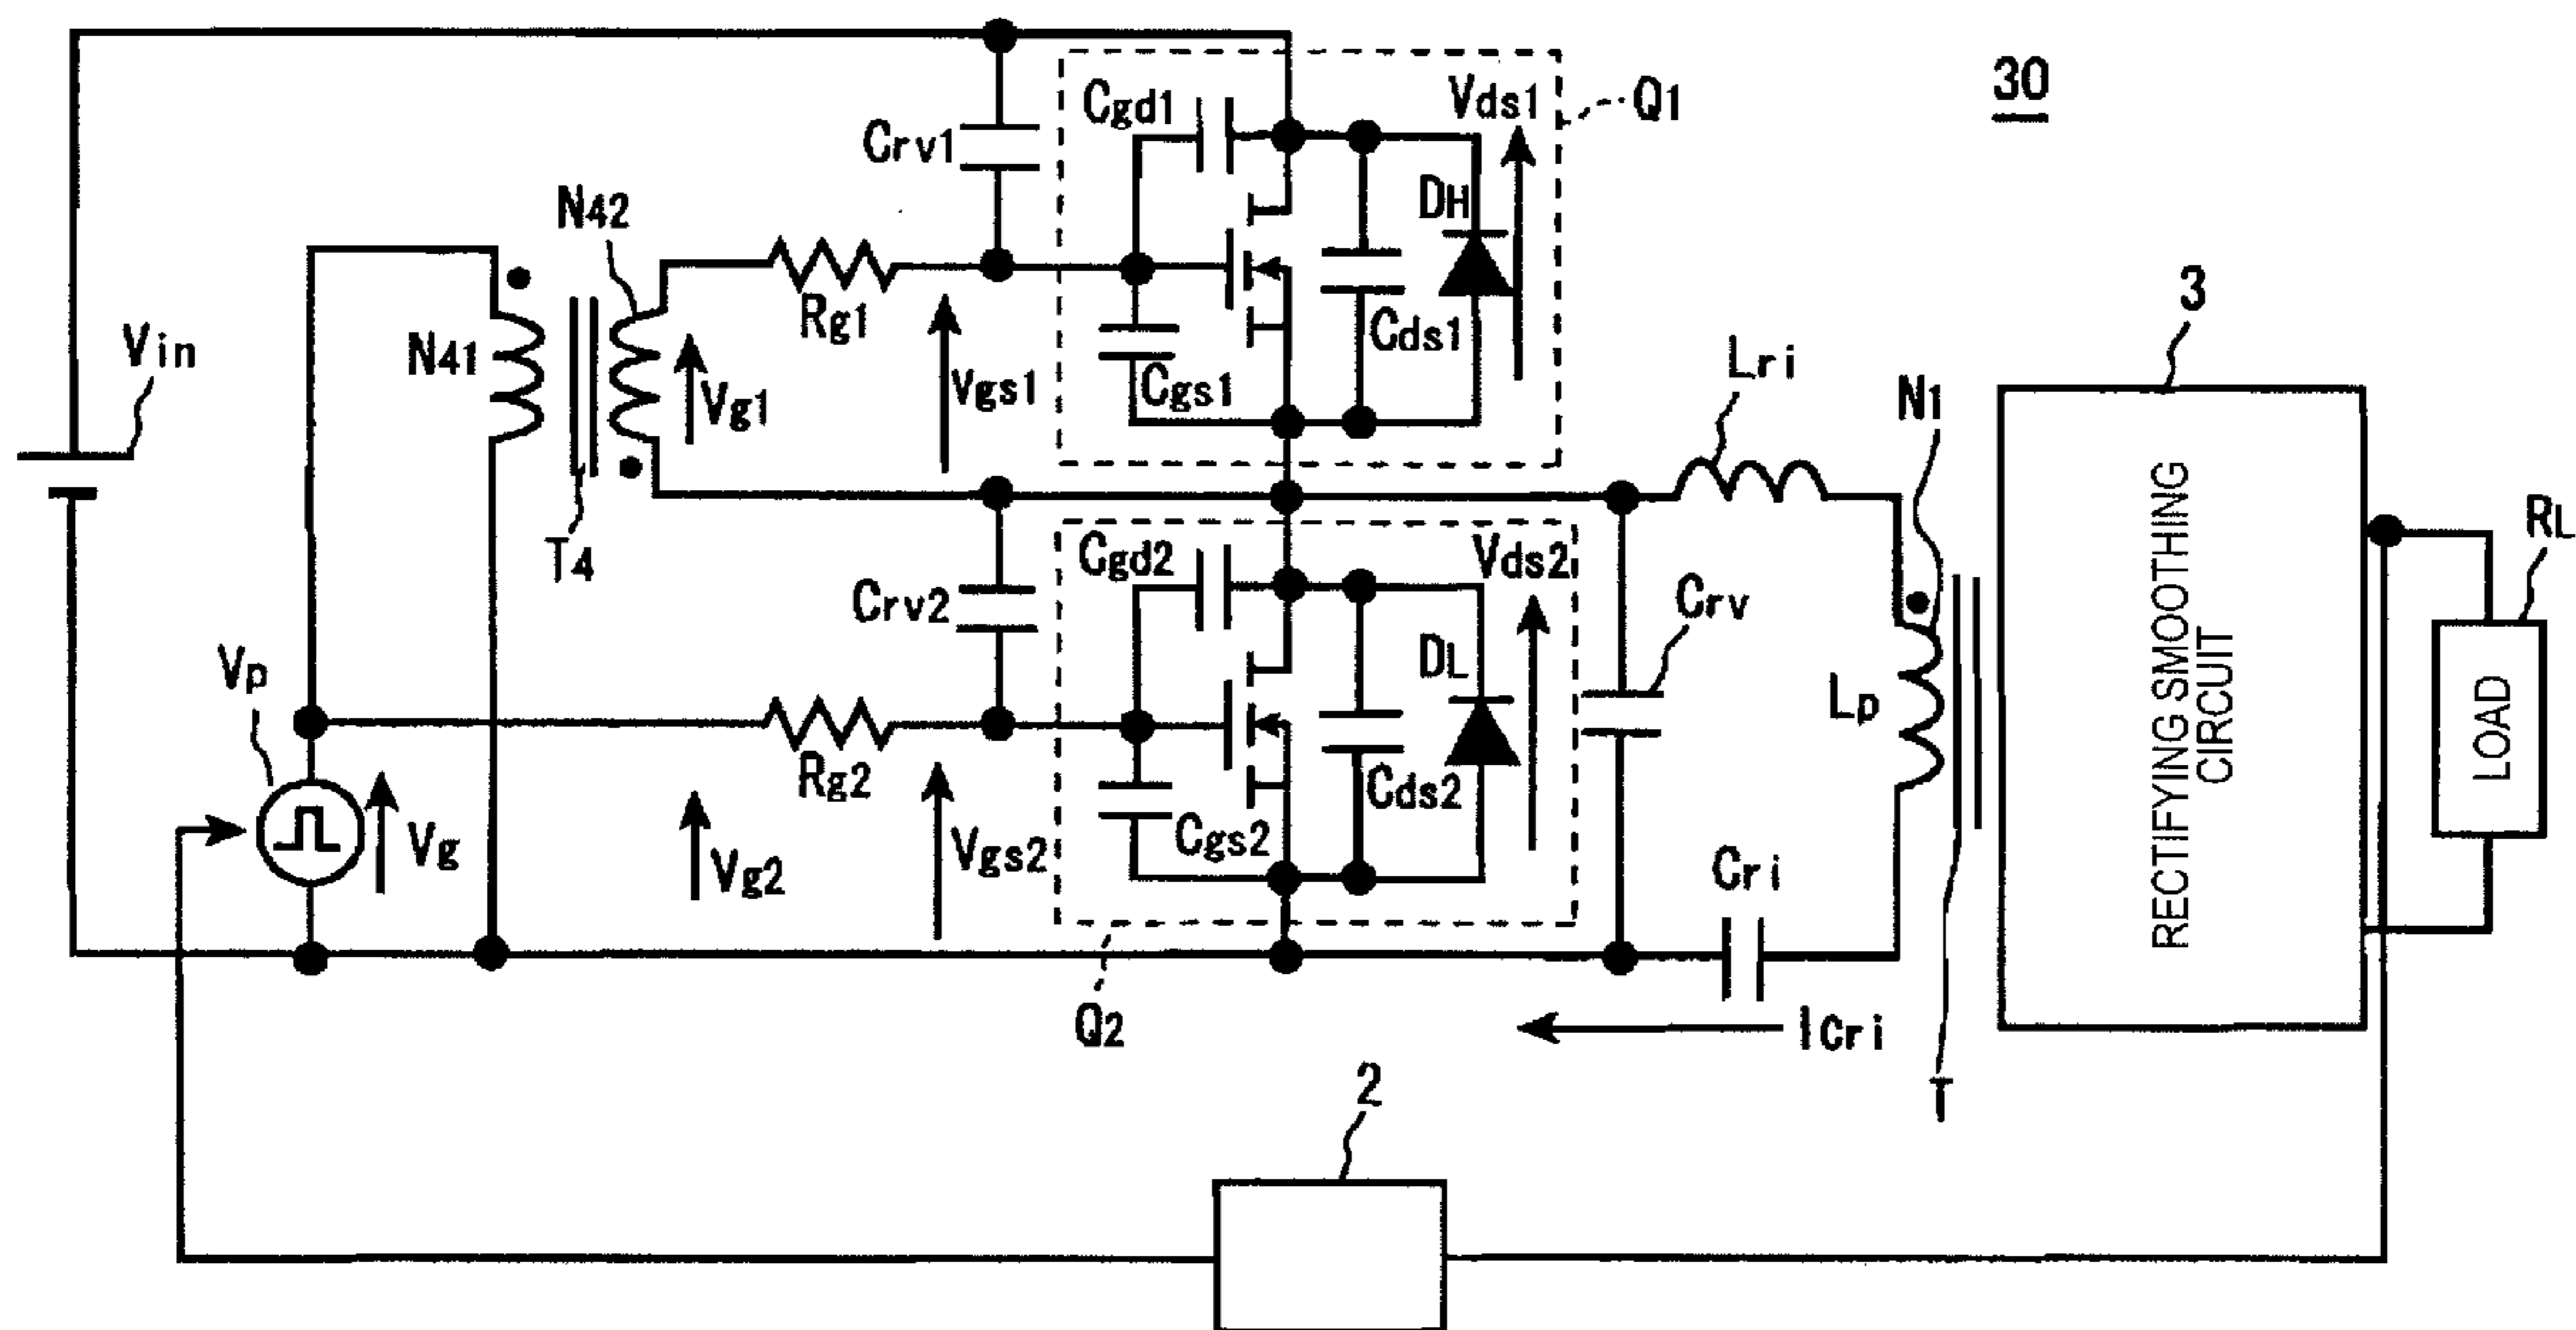 30
Cgd1
Vds1
Q1
Crv1
DH
N42
Rg1
Cds1
Vin
N41
Vg1
Vgs1
Cgs1
Lri
N1
3
T4
Cgd2
Vds2
RL
Crv2
Crv
DL
Vp
Lp
RECTIFYING SMOOTHING
CIRCUIT
LOAD
Rg2
Cds2
Vg
Vg2
Vgs2
Cgs2
Cri
Q2
ICri
T
2